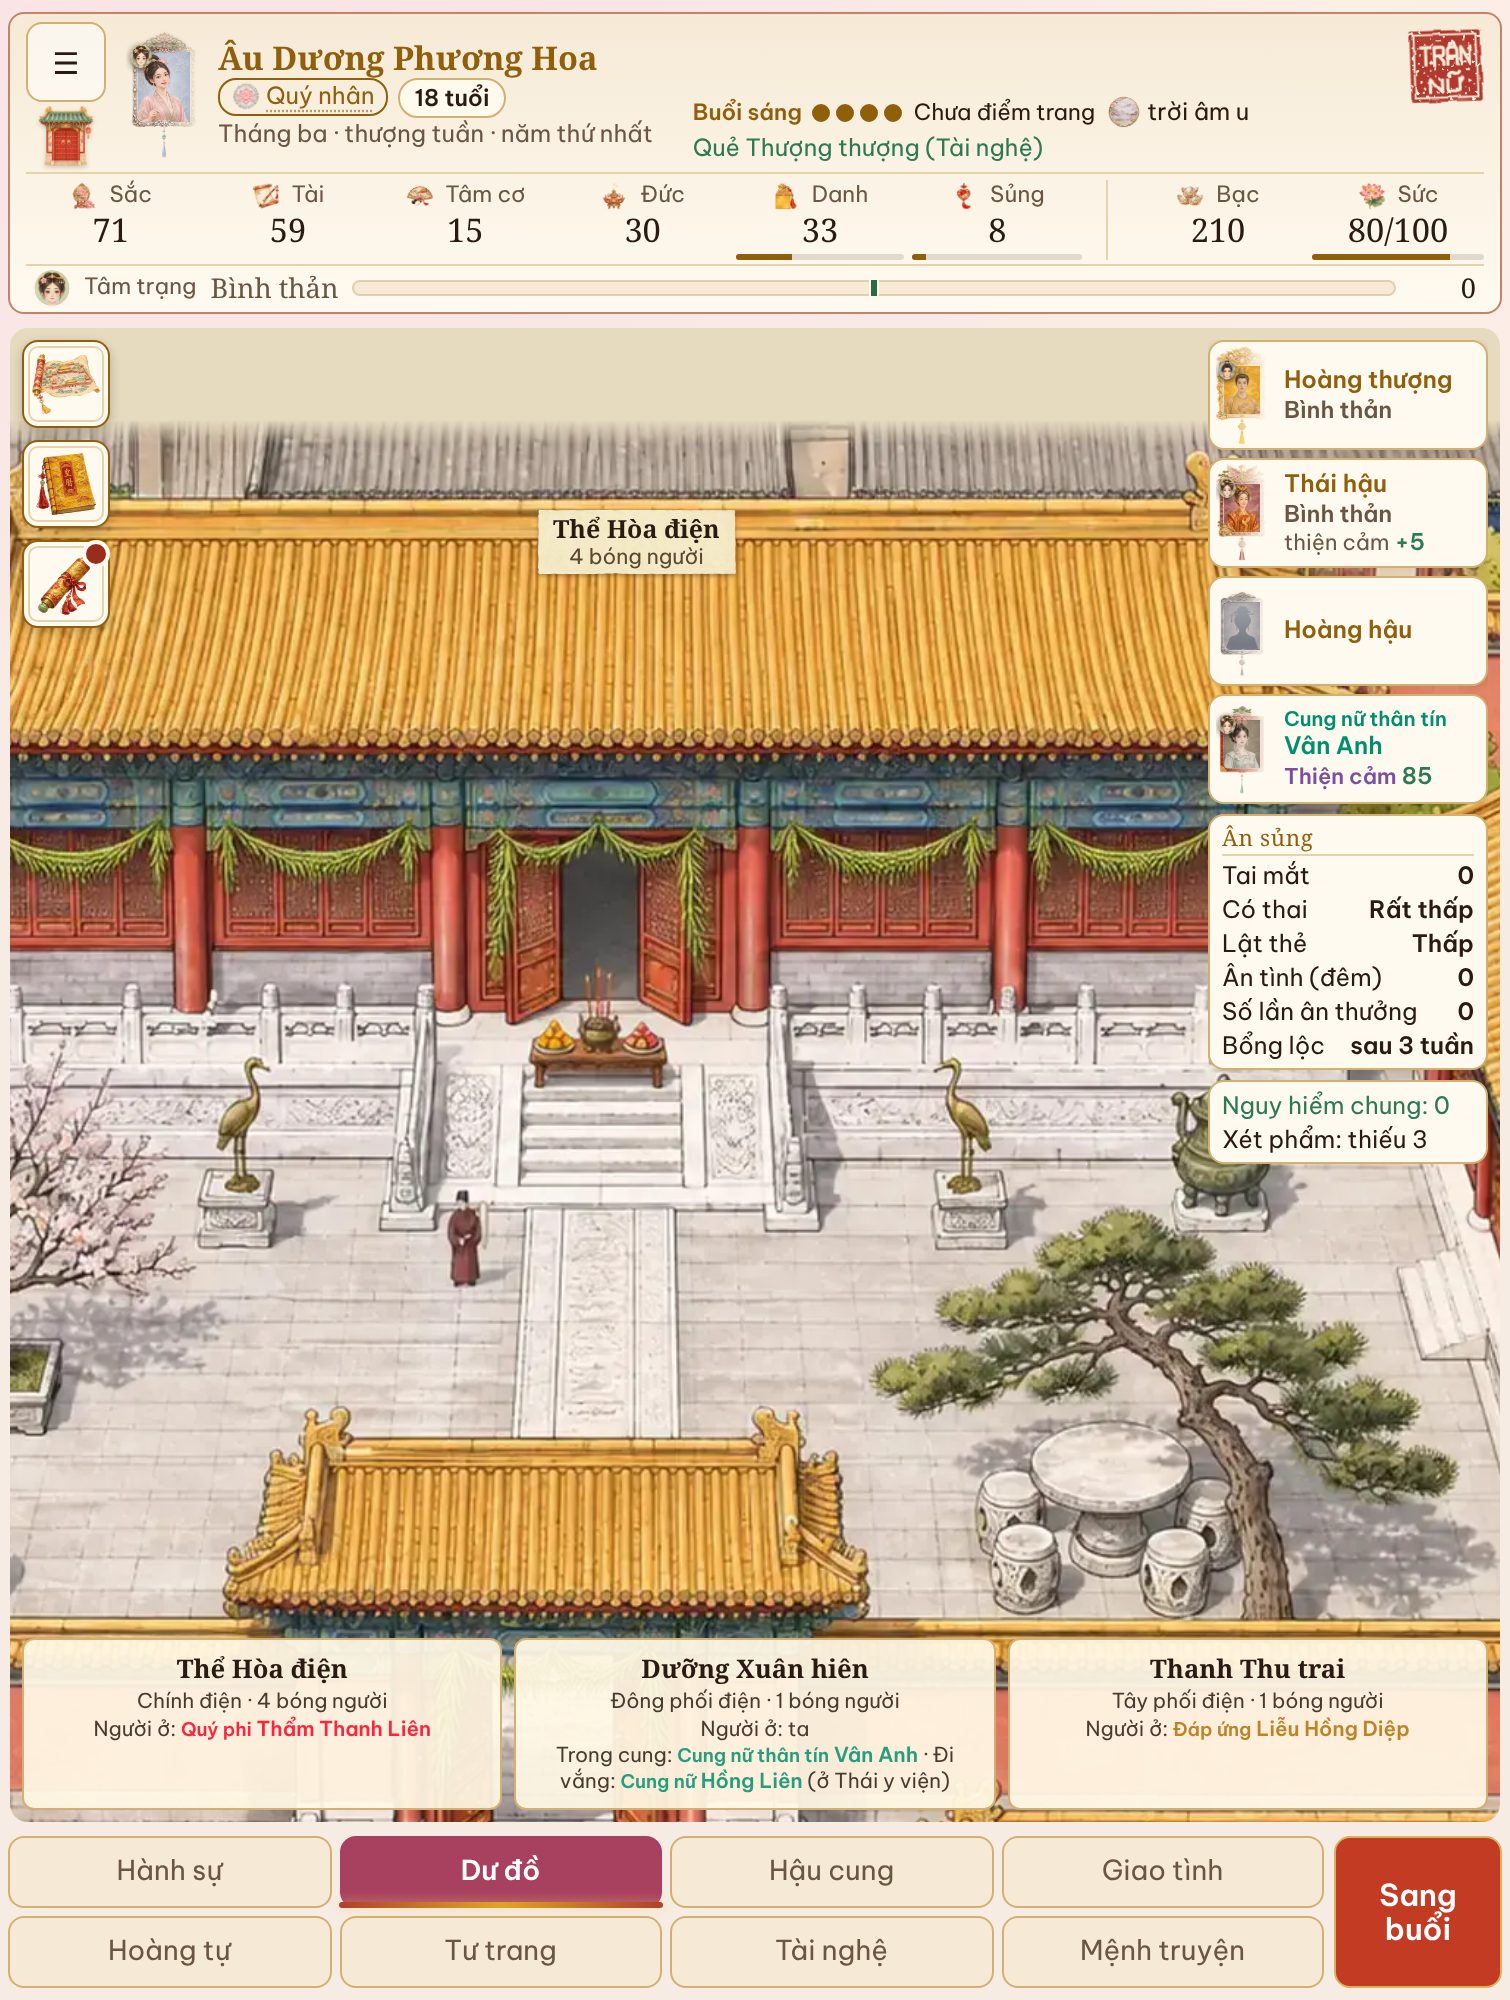 ☰
Âu Dương Phương Hoa
Quý nhân
18 tuổi
Tháng ba · thượng tuần · năm thứ nhất
Buổi sáng
Chưa điểm trang
trời âm u
Quẻ Thượng thượng (Tài nghệ)
TRÂN
NỮ
Sắc
71
Tài
59
Tâm cơ
15
Đức
30
Danh
33
Sủng
8
Bạc
210
Sức
80/100
Tâm trạng
Bình thản
0
Thể Hòa điện
4 bóng người
Hoàng thượng
Bình thản
Thái hậu
Bình thản
thiện cảm +5
Hoàng hậu
Cung nữ thân tín
Vân Anh
Thiện cảm 85
Ân sủng
Tai mắt 0
Có thai Rất thấp
Lật thẻ Thấp
Ân tình (đêm) 0
Số lần ân thưởng 0
Bổng lộc sau 3 tuần
Nguy hiểm chung: 0
Xét phẩm: thiếu 3
Thể Hòa điện
Chính điện · 4 bóng người
Người ở: Quý phi Thẩm Thanh Liên
Dưỡng Xuân hiên
Đông phối điện · 1 bóng người
Người ở: ta
Trong cung: Cung nữ thân tín Vân Anh · Đi
vắng: Cung nữ Hồng Liên (ở Thái y viện)
Thanh Thu trai
Tây phối điện · 1 bóng người
Người ở: Đáp ứng Liễu Hồng Diệp
Hành sự
Dư đồ
Hậu cung
Giao tình
Sang
buổi
Hoàng tự
Tư trang
Tài nghệ
Mệnh truyện